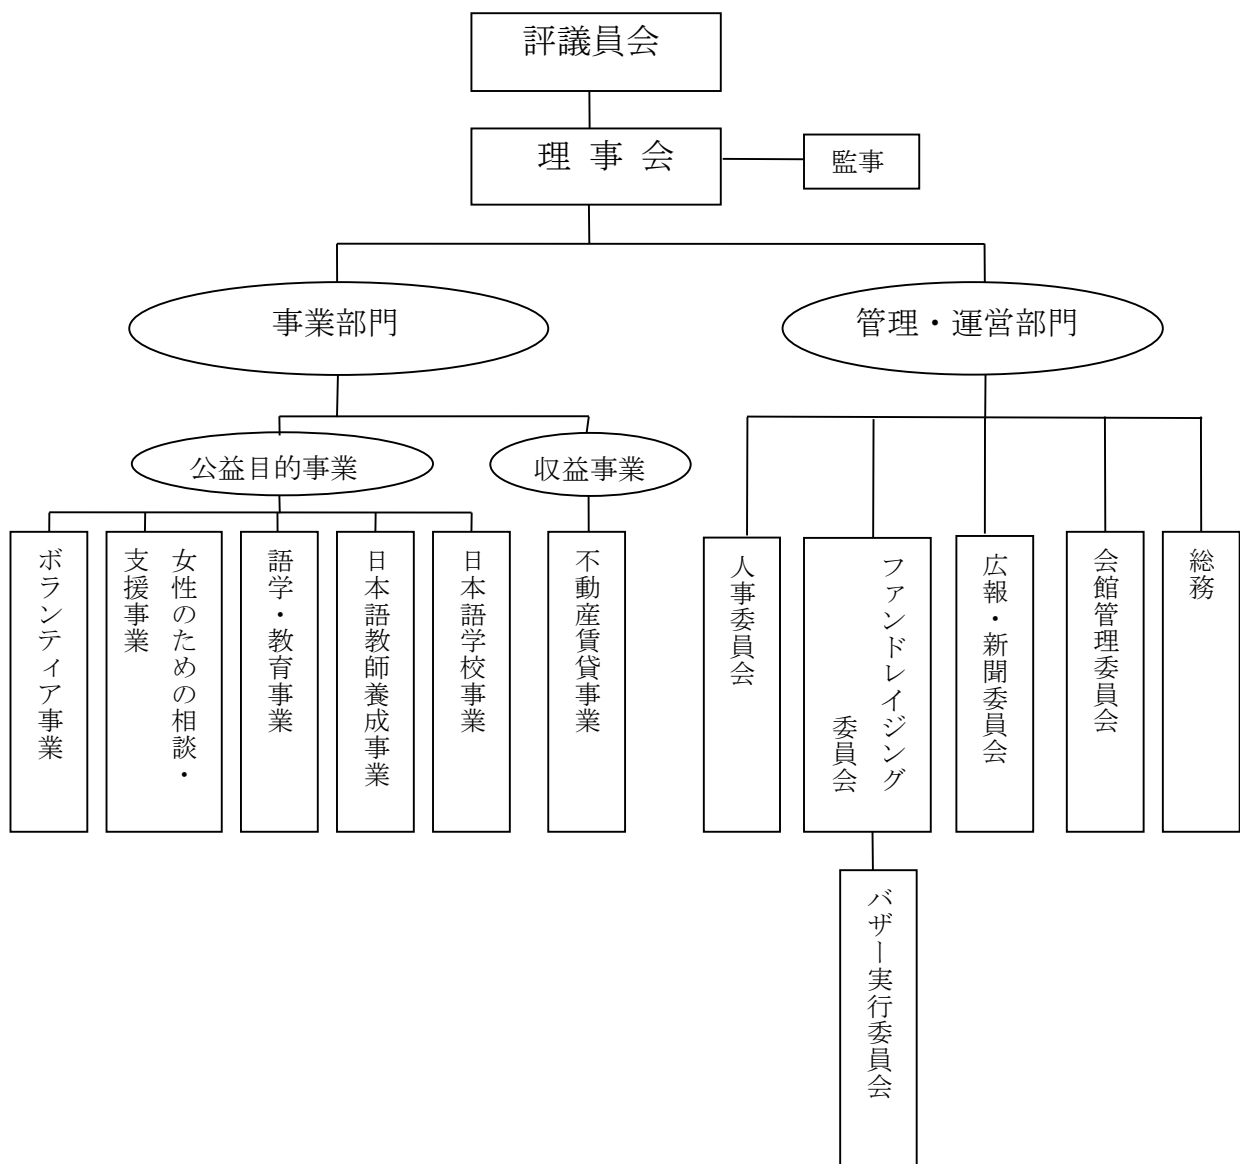 評議員会
理事会
監事
事業部門
管理・運営部門
公益目的事業
収益事業
ボランティア事業
女性のための相談・
支援事業
語学・教育事業
日本語教師養成事業
日本語学校事業
不動産賃貸事業
人事委員会
ファンドレイジング
委員会
広報・新聞委員会
会館管理委員会
総務
バザー実行委員会